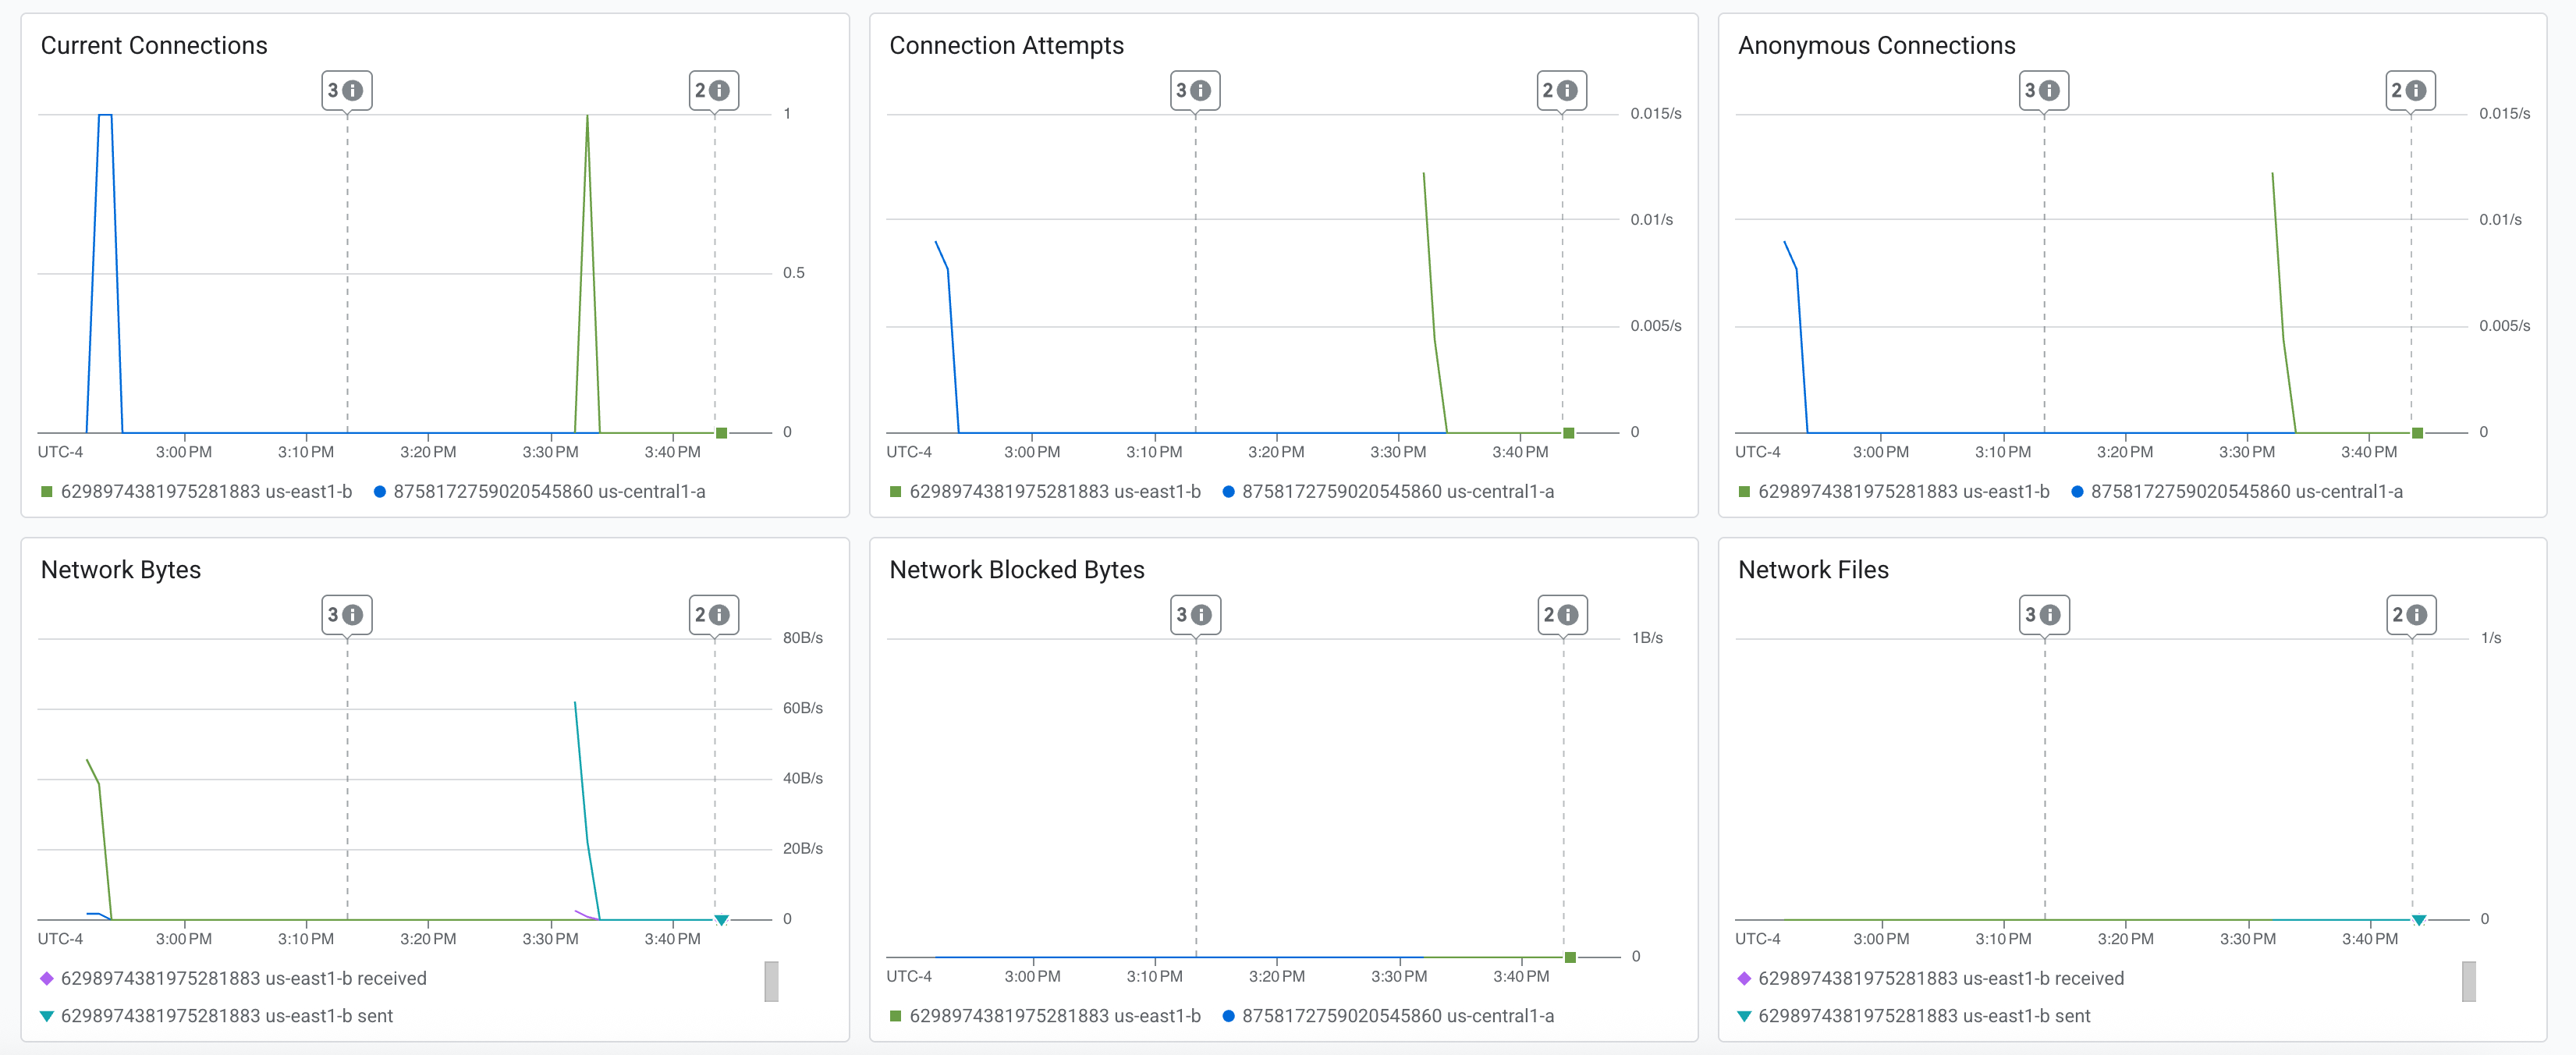 Current Connections
3 2
1
0.5
0
UTC-4 3:00 PM 3:10 PM 3:20 PM 3:30 PM 3:40 PM
6298974381975281883 us-east1-b 8758172759020545860 us-central1-a
Connection Attempts
3 2
0.015/s
0.01/s
0.005/s
0
UTC-4 3:00 PM 3:10 PM 3:20 PM 3:30 PM 3:40 PM
6298974381975281883 us-east1-b 8758172759020545860 us-central1-a
Anonymous Connections
3 2
0.015/s
0.01/s
0.005/s
0
UTC-4 3:00 PM 3:10 PM 3:20 PM 3:30 PM 3:40 PM
6298974381975281883 us-east1-b 8758172759020545860 us-central1-a
Network Bytes
3 2
80B/s
60B/s
40B/s
20B/s
0
UTC-4 3:00 PM 3:10 PM 3:20 PM 3:30 PM 3:40 PM
6298974381975281883 us-east1-b received
6298974381975281883 us-east1-b sent
Network Blocked Bytes
3 2
1B/s
0
UTC-4 3:00 PM 3:10 PM 3:20 PM 3:30 PM 3:40 PM
6298974381975281883 us-east1-b 8758172759020545860 us-central1-a
Network Files
3 2
1/s
0
UTC-4 3:00 PM 3:10 PM 3:20 PM 3:30 PM 3:40 PM
6298974381975281883 us-east1-b received
6298974381975281883 us-east1-b sent